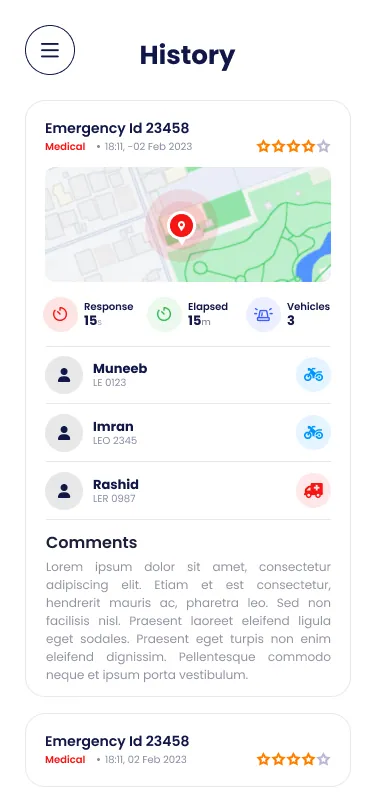 History
Emergency Id 23458
Medical • 18:11, -02 Feb 2023
Response
15s
Elapsed
15m
Vehicles
3
Muneeb
LE 0123
Imran
LEO 2345
Rashid
LER 0987
Comments
Lorem ipsum dolor sit amet, consectetur
adipiscing elit. Etiam et est consectetur,
hendrerit mauris ac, pharetra leo. Sed non
facilisis nisl. Praesent laoreet eleifend ligula
eget sodales. Praesent eget turpis non enim
eleifend dignissim. Pellentesque commodo
neque et ipsum porta vestibulum.
Emergency Id 23458
Medical • 18:11, 02 Feb 2023